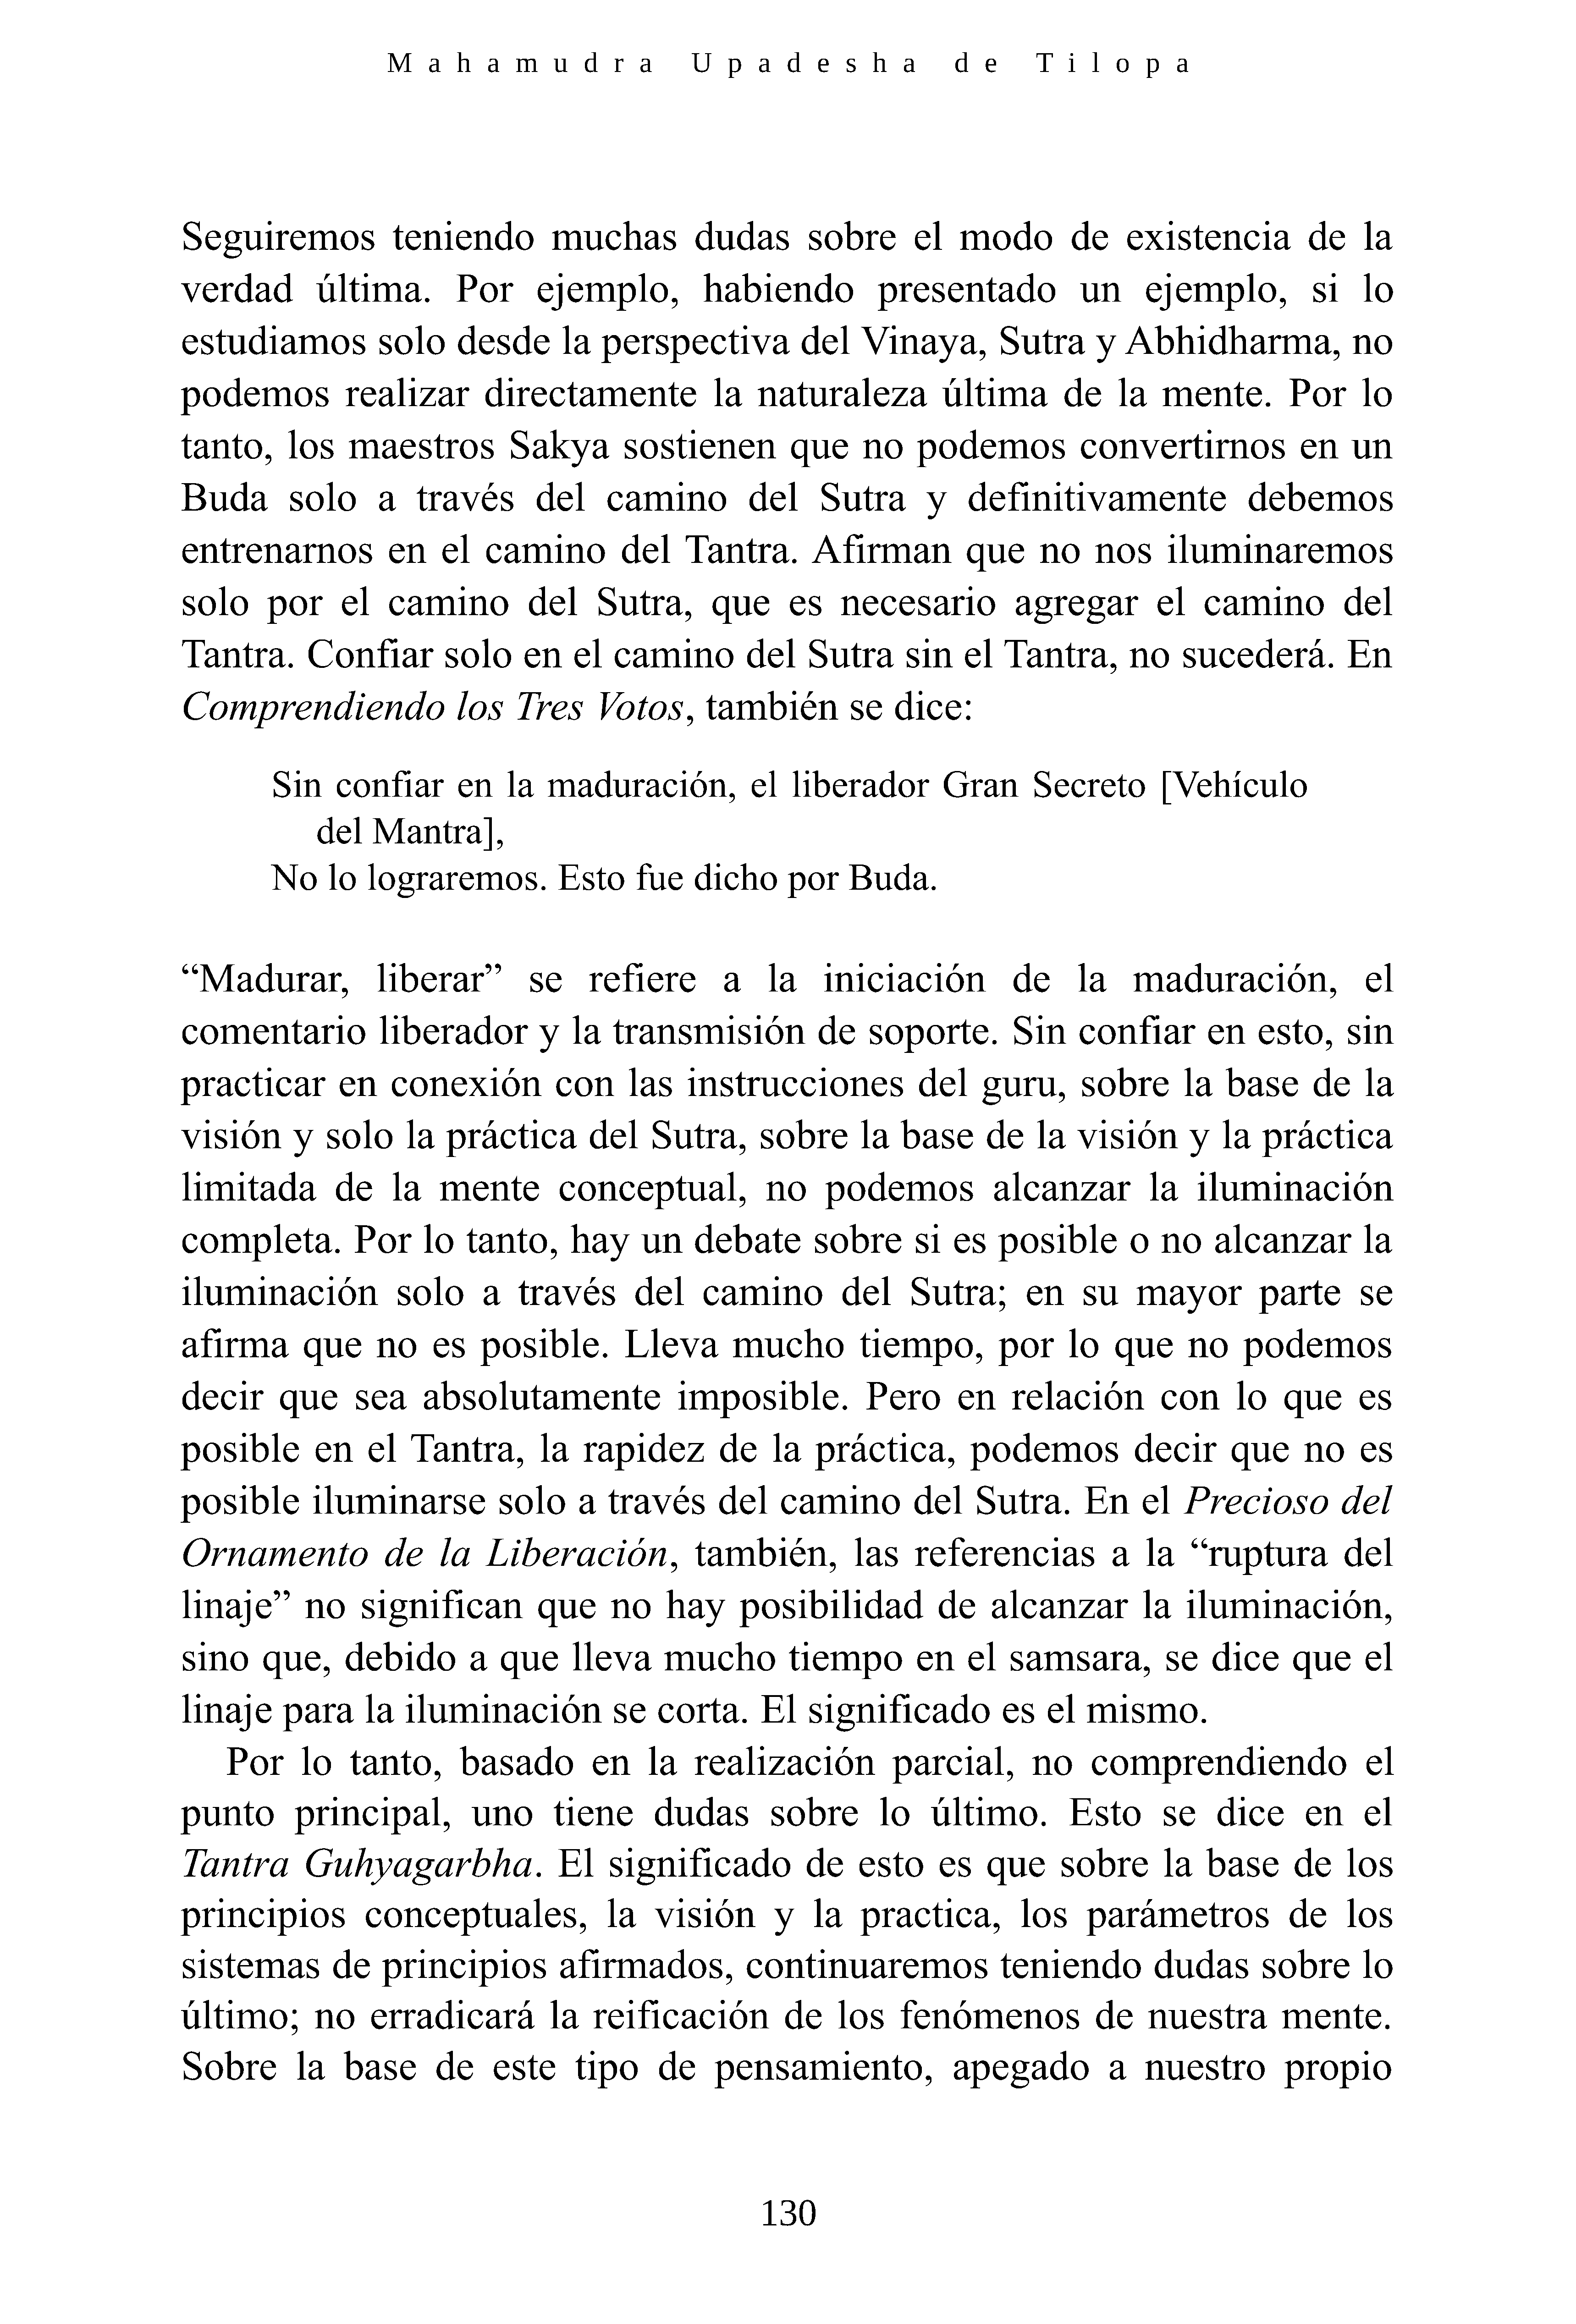 Mahamudra Upadesha de Tilopa
Seguiremos teniendo muchas dudas sobre el modo de existencia de la
verdad última. Por ejemplo, habiendo presentado un ejemplo, si lo
estudiamos solo desde la perspectiva del Vinaya, Sutra y Abhidharma, no
podemos realizar directamente la naturaleza última de la mente. Por lo
tanto, los maestros Sakya sostienen que no podemos convertirnos en un
Buda solo a través del camino del Sutra y definitivamente debemos
entrenarnos en el camino del Tantra. Afirman que no nos iluminaremos
solo por el camino del Sutra, que es necesario agregar el camino del
Tantra. Confiar solo en el camino del Sutra sin el Tantra, no sucederá. En
Comprendiendo los Tres Votos, también se dice:
Sin confiar en la maduración, el liberador Gran Secreto [Vehículo
del Mantra],
No lo lograremos. Esto fue dicho por Buda.
“Madurar, liberar” se refiere a la iniciación de la maduración, el
comentario liberador y la transmisión de soporte. Sin confiar en esto, sin
practicar en conexión con las instrucciones del guru, sobre la base de la
visión y solo la práctica del Sutra, sobre la base de la visión y la práctica
limitada de la mente conceptual, no podemos alcanzar la iluminación
completa. Por lo tanto, hay un debate sobre si es posible o no alcanzar la
iluminación solo a través del camino del Sutra; en su mayor parte se
afirma que no es posible. Lleva mucho tiempo, por lo que no podemos
decir que sea absolutamente imposible. Pero en relación con lo que es
posible en el Tantra, la rapidez de la práctica, podemos decir que no es
posible iluminarse solo a través del camino del Sutra. En el Precioso del
Ornamento de la Liberación, también, las referencias a la “ruptura del
linaje” no significan que no hay posibilidad de alcanzar la iluminación,
sino que, debido a que lleva mucho tiempo en el samsara, se dice que el
linaje para la iluminación se corta. El significado es el mismo.
Por lo tanto, basado en la realización parcial, no comprendiendo el
punto principal, uno tiene dudas sobre lo último. Esto se dice en el
Tantra Guhyagarbha. El significado de esto es que sobre la base de los
principios conceptuales, la visión y la practica, los parámetros de los
sistemas de principios afirmados, continuaremos teniendo dudas sobre lo
último; no erradicará la reificación de los fenómenos de nuestra mente.
Sobre la base de este tipo de pensamiento, apegado a nuestro propio
130